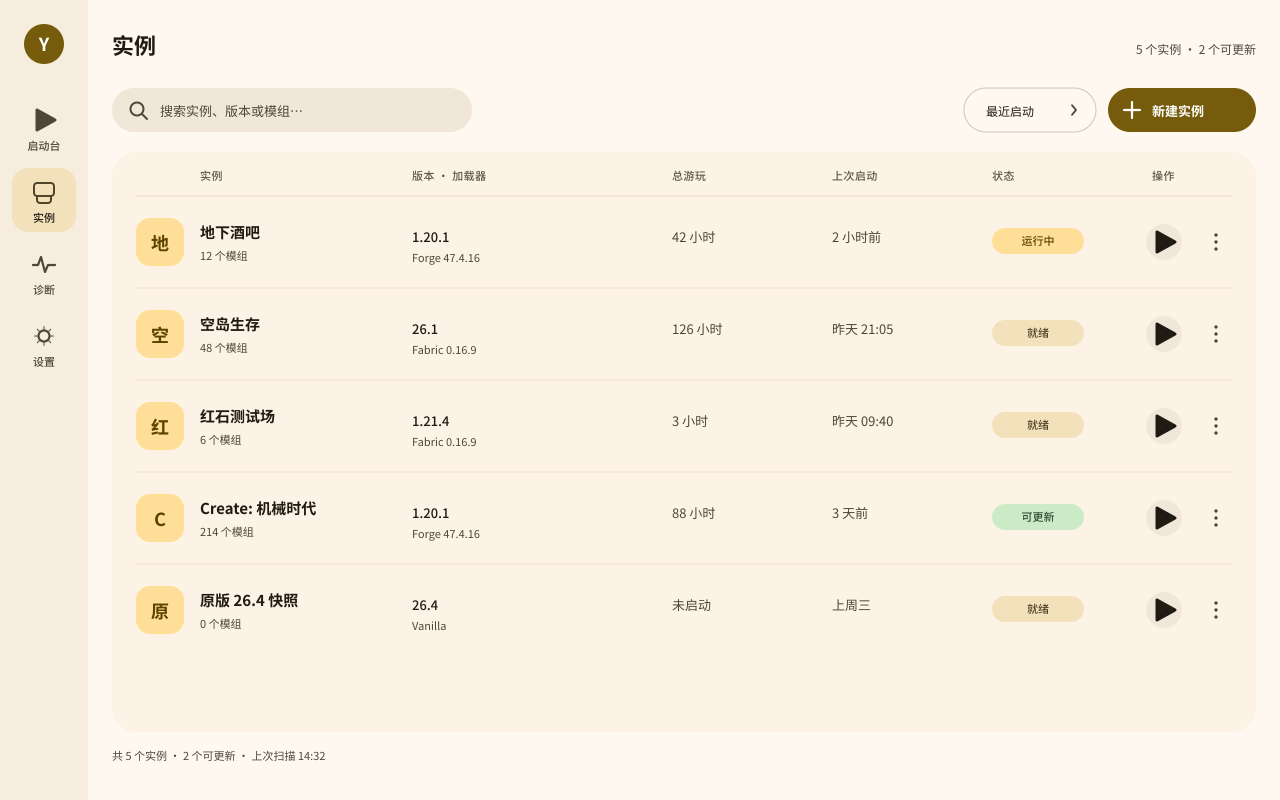 Y
启动台
实例
诊断
设置
实例
5 个实例 • 2 个可更新
搜索实例、版本或模组…
最近启动
新建实例
实例 版本 • 加载器 总游玩 上次启动 状态 操作
地
地下酒吧
12 个模组
1.20.1
Forge 47.4.16
42 小时
2 小时前
运行中
空
空岛生存
48 个模组
26.1
Fabric 0.16.9
126 小时
昨天 21:05
就绪
红
红石测试场
6 个模组
1.21.4
Fabric 0.16.9
3 小时
昨天 09:40
就绪
C
Create: 机械时代
214 个模组
1.20.1
Forge 47.4.16
88 小时
3 天前
可更新
原
原版 26.4 快照
0 个模组
26.4
Vanilla
未启动
上周三
就绪
共 5 个实例 • 2 个可更新 • 上次扫描 14:32